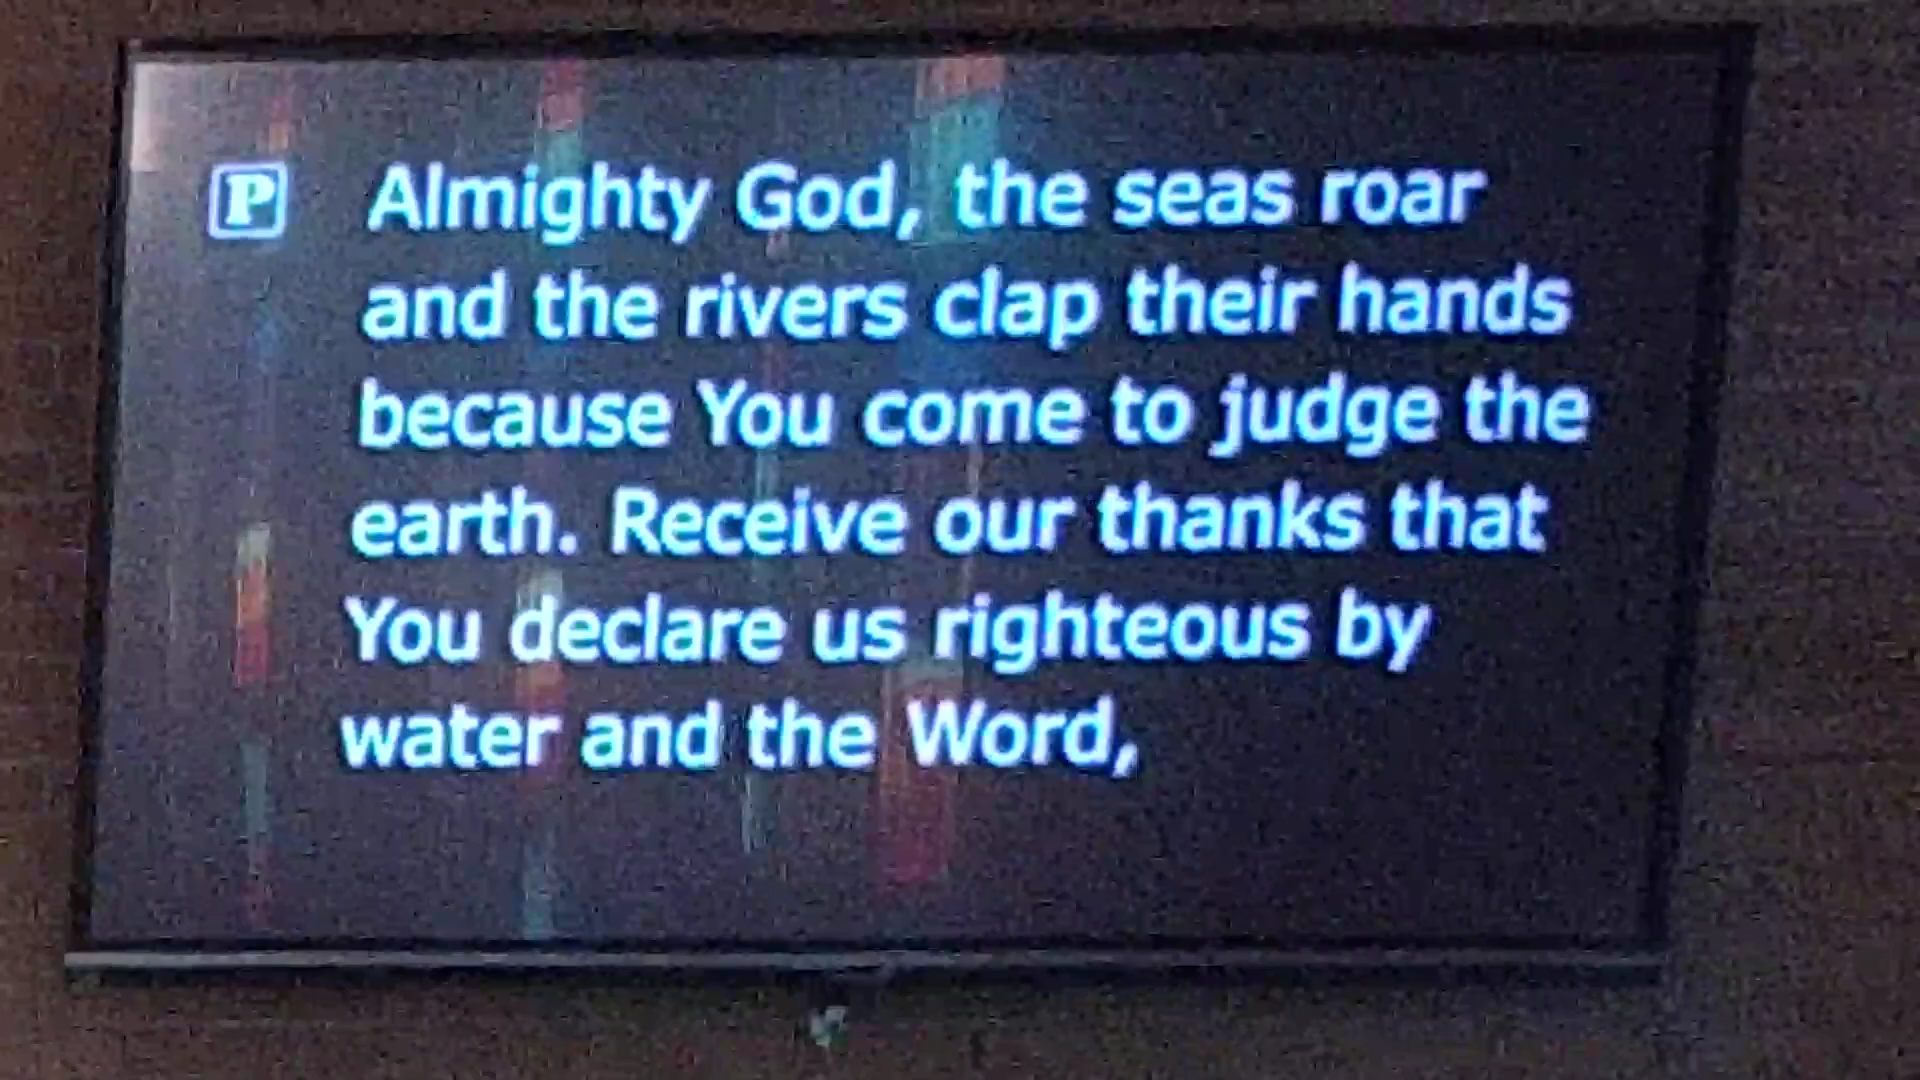 P Almighty God, the seas roar
and the rivers clap their hands
because You come to judge the
earth. Receive our thanks that
You declare us righteous by
water and the Word,